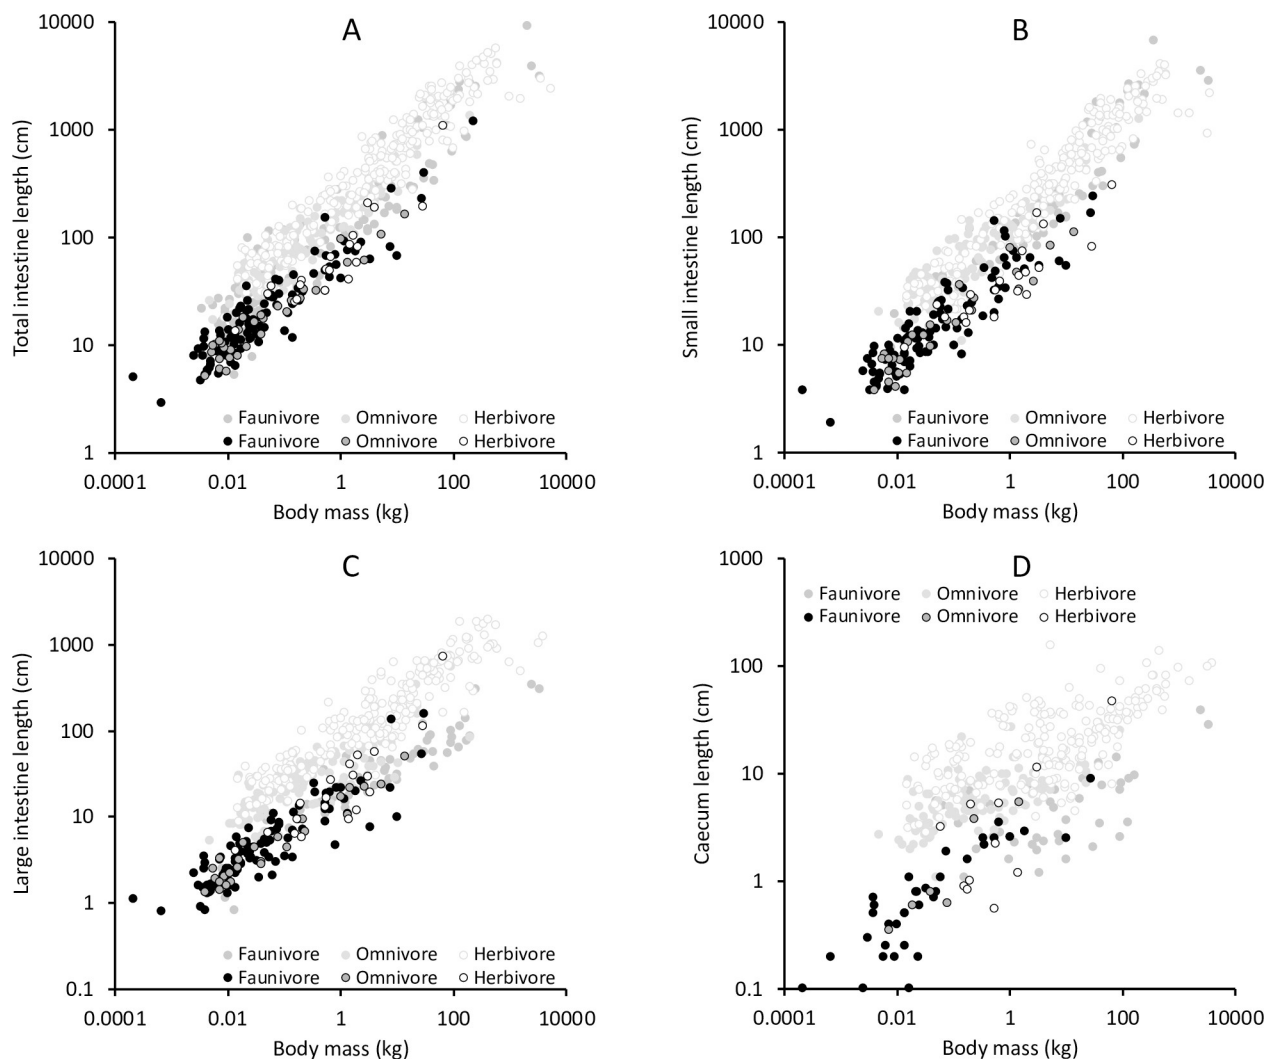 A
Total intestine length (cm)
10000
1000
100
10
1
Faunivore Omnivore Herbivore
Faunivore Omnivore Herbivore
0.0001 0.01 1 100 10000
Body mass (kg)
B
Small intestine length (cm)
10000
1000
100
10
1
Faunivore Omnivore Herbivore
Faunivore Omnivore Herbivore
0.0001 0.01 1 100 10000
Body mass (kg)
C
Large intestine length (cm)
10000
1000
100
10
1
0.1
Faunivore Omnivore Herbivore
Faunivore Omnivore Herbivore
0.0001 0.01 1 100 10000
Body mass (kg)
D
Caecum length (cm)
1000
100
10
1
0.1
Faunivore Omnivore Herbivore
Faunivore Omnivore Herbivore
0.0001 0.01 1 100 10000
Body mass (kg)